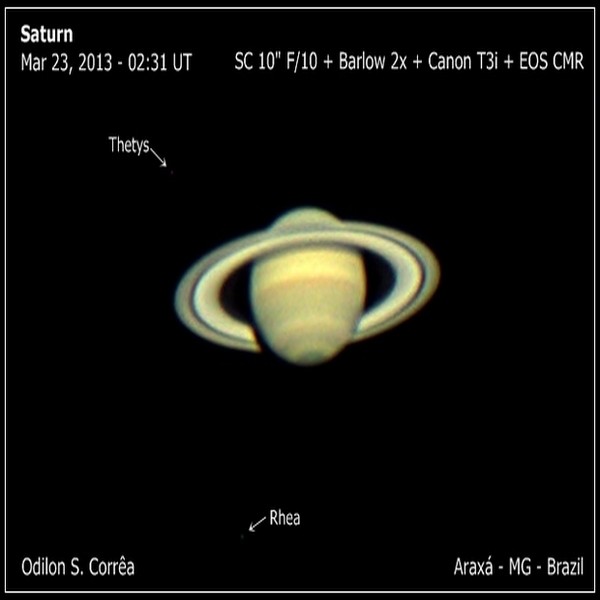 Saturn
Mar 23, 2013 - 02:31 UT
SC 10" F/10 + Barlow 2x + Canon T3i + EOS CMR
Thetys
Rhea
Odilon S. Corrêa
Araxá - MG - Brazil